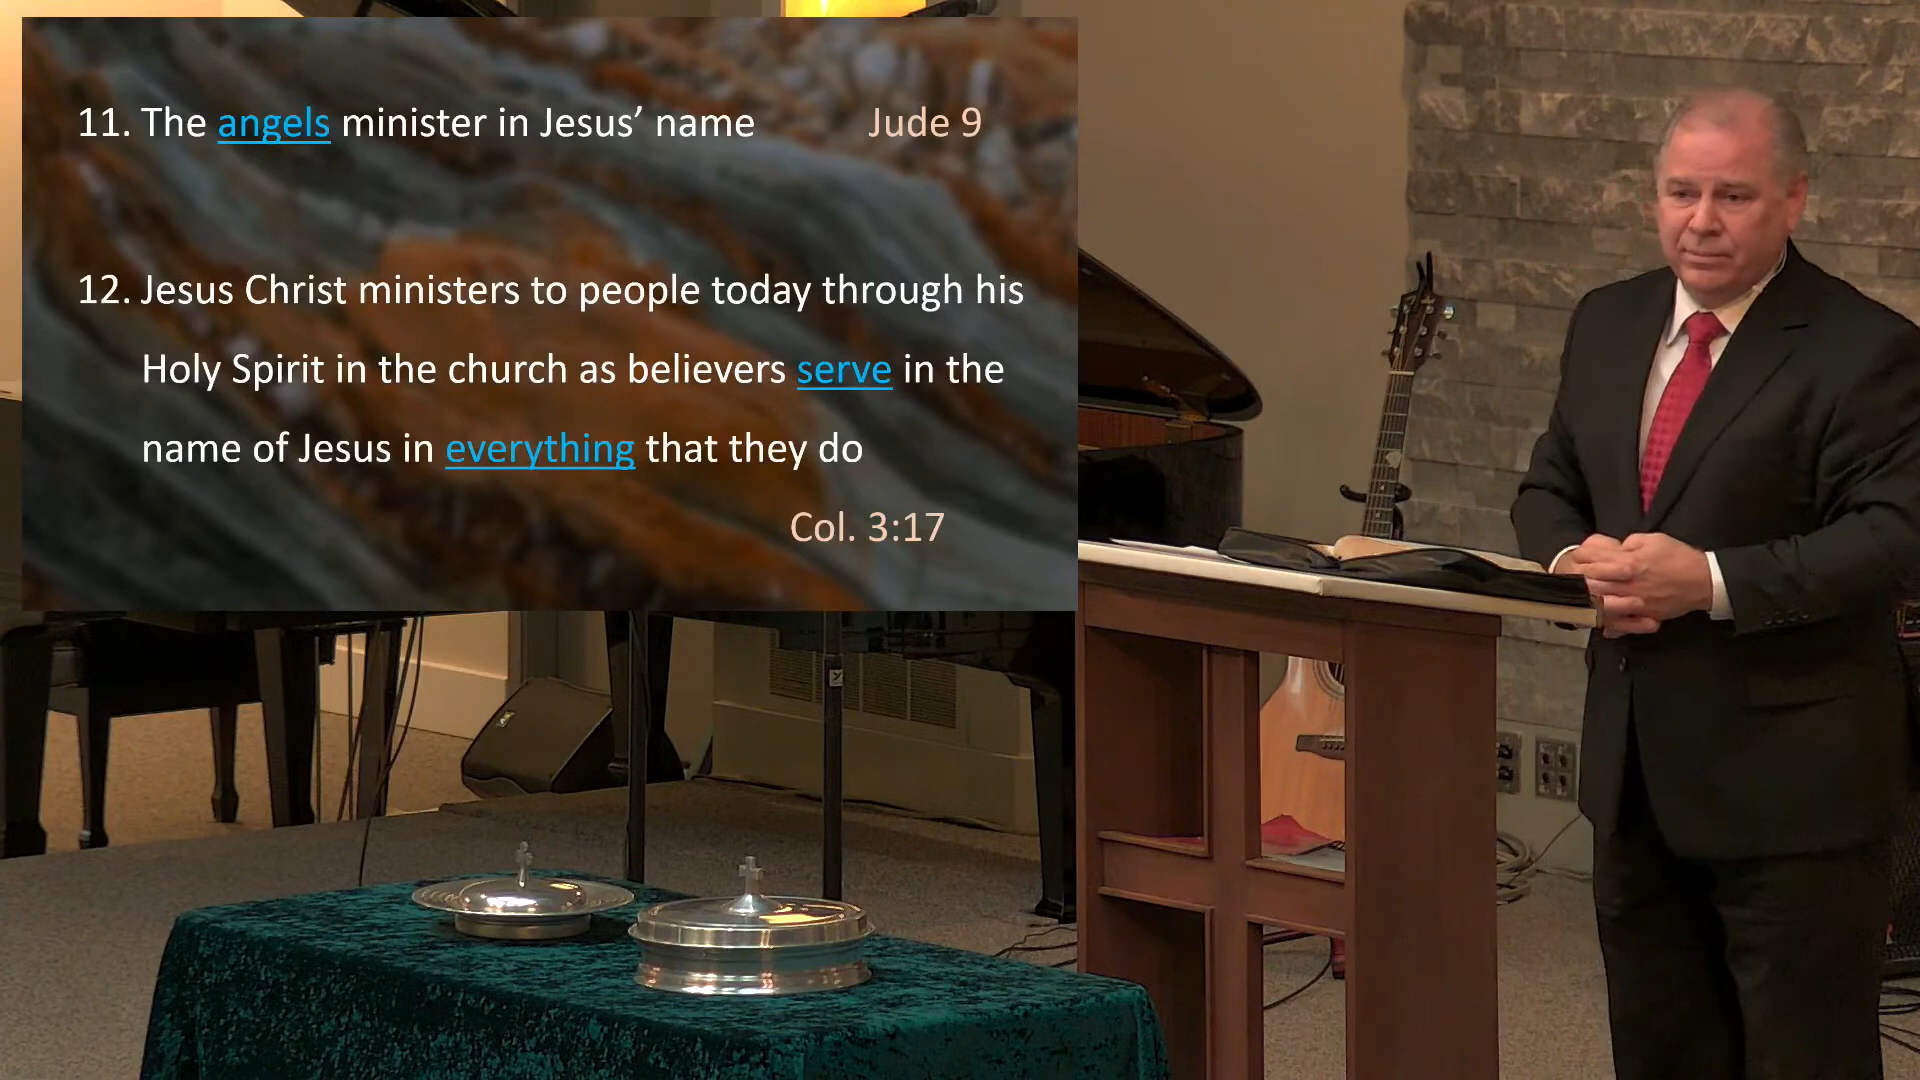 11. The angels minister in Jesus’ name Jude 9
12. Jesus Christ ministers to people today through his
Holy Spirit in the church as believers serve in the
name of Jesus in everything that they do
Col. 3:17